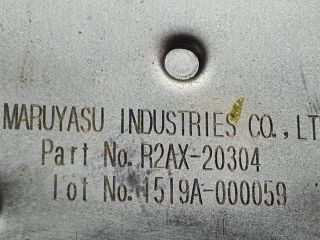 MARUYASU INDUSTRIES CO.,LT
Part No.R2AX-20304
Lot No.1519A-000059